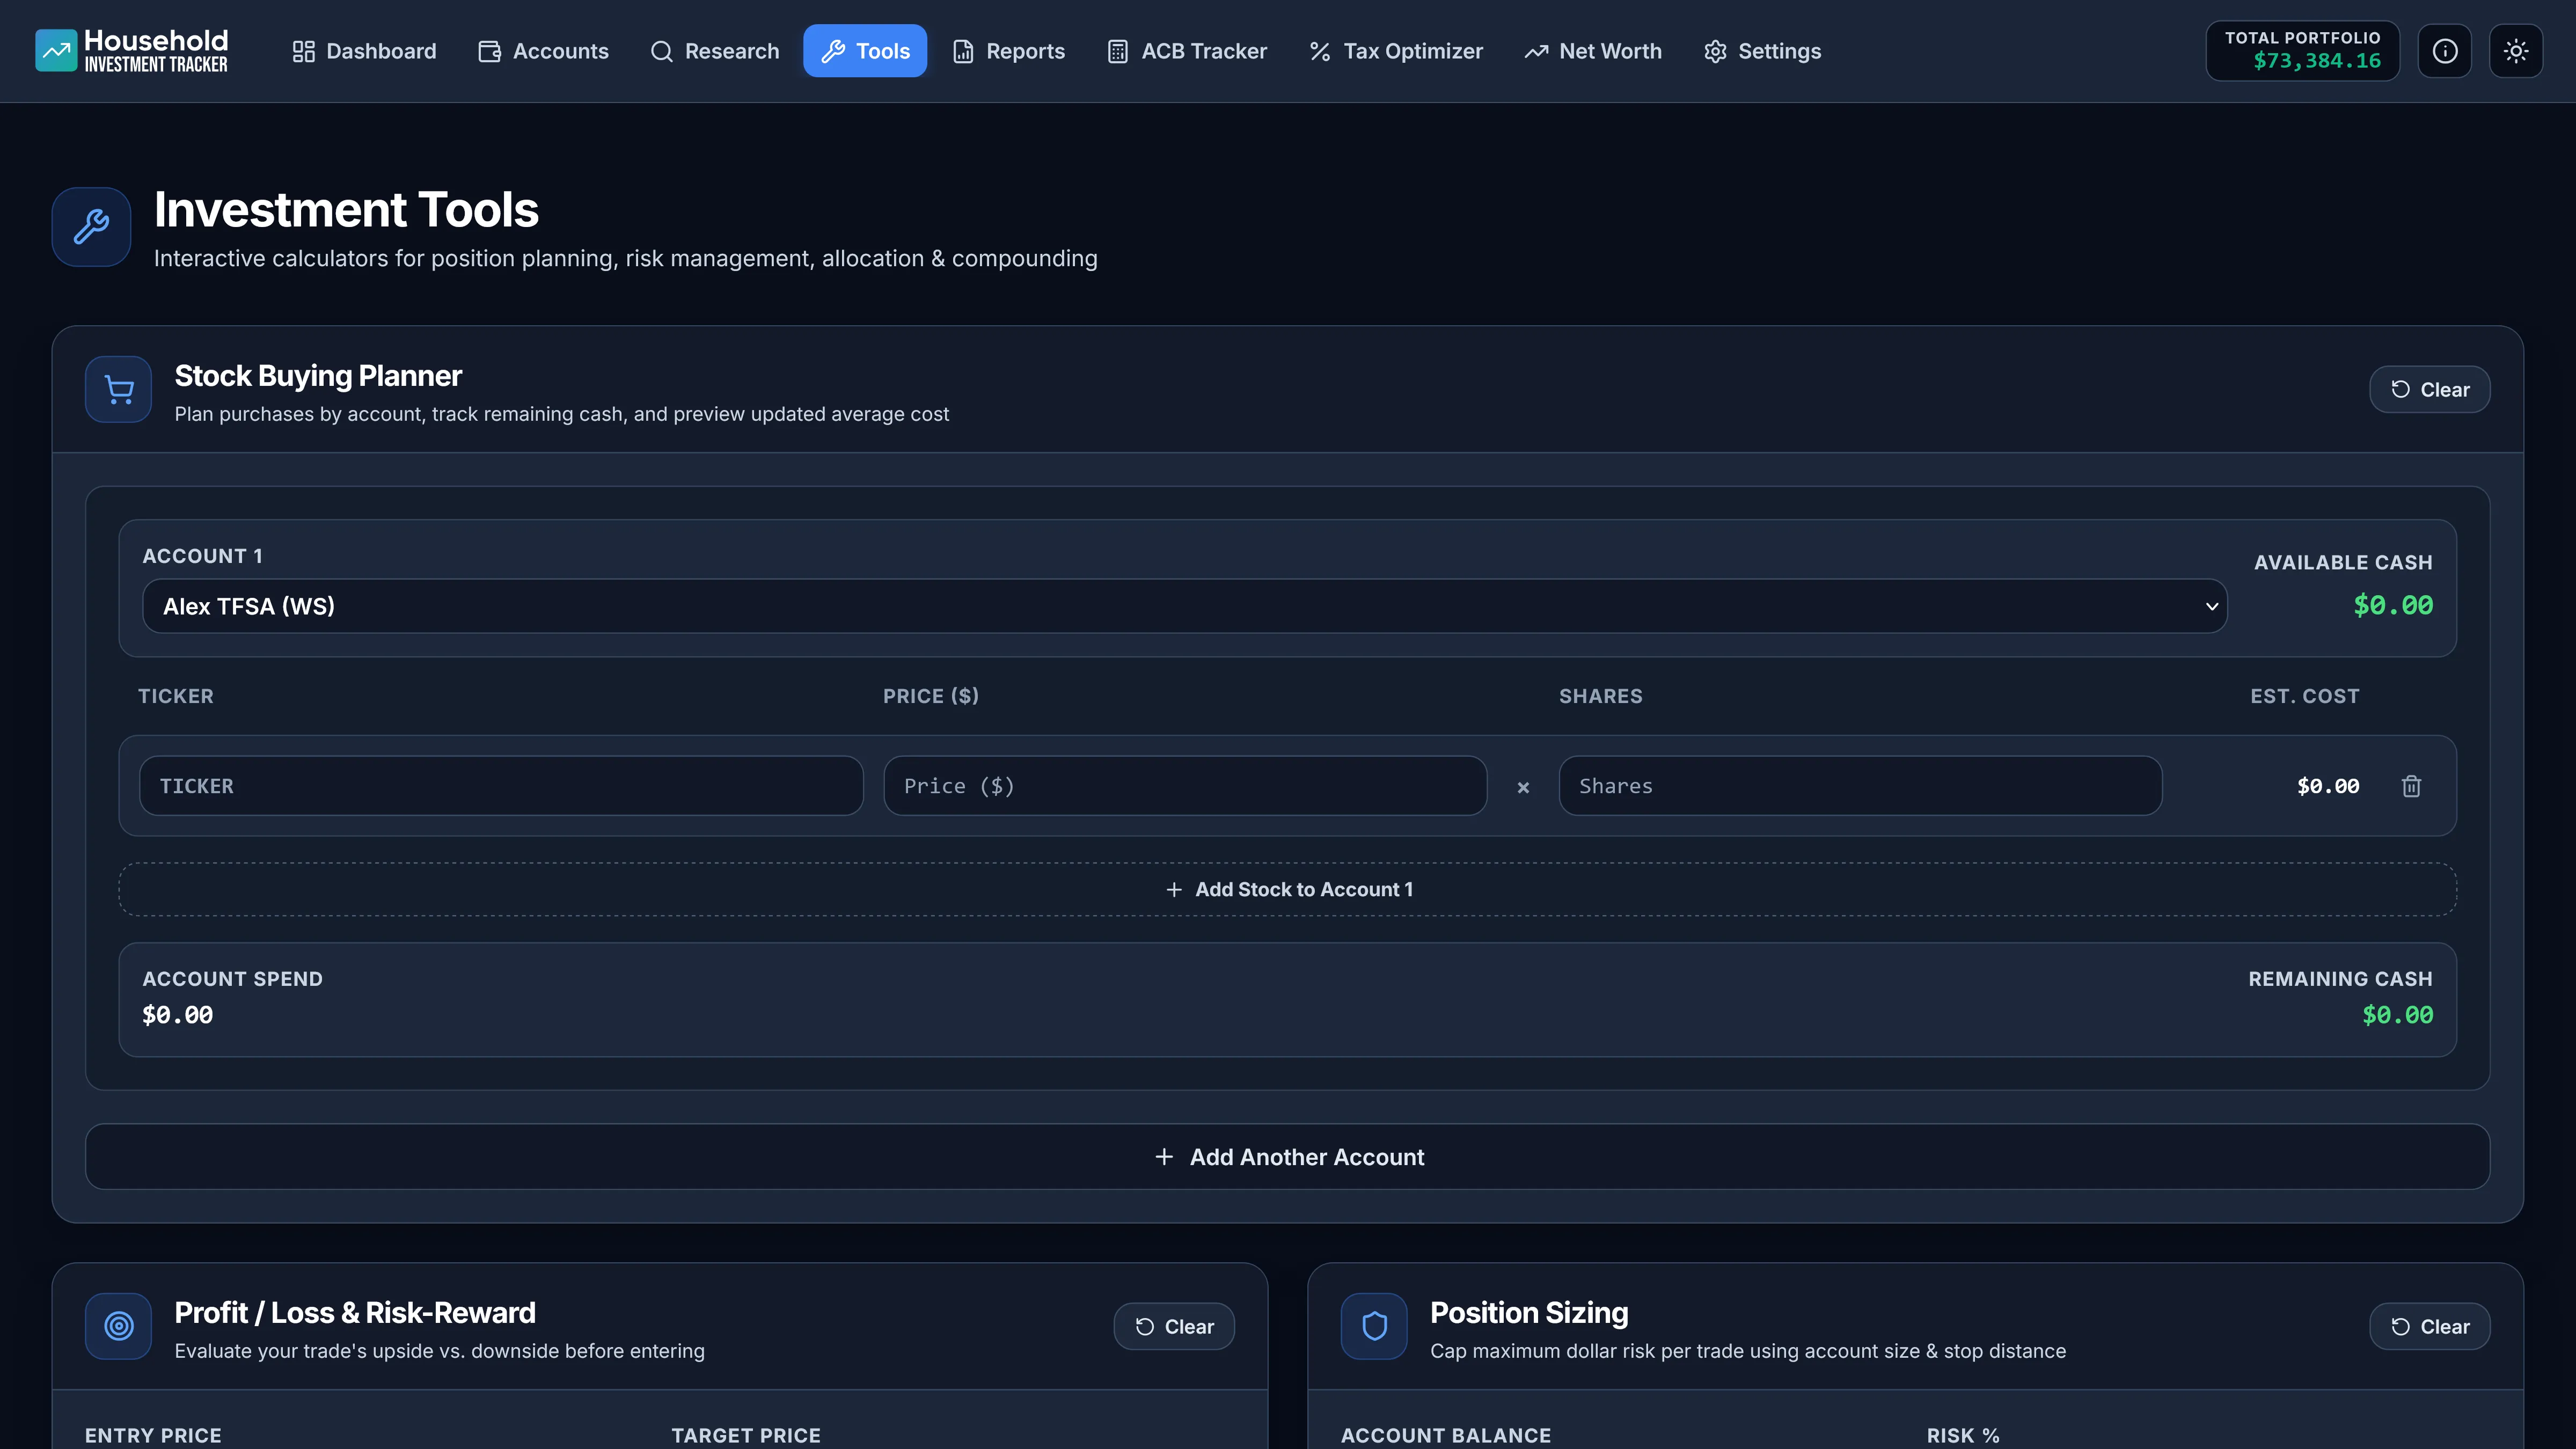 Household
INVESTMENT TRACKER
Dashboard
Accounts
Research
Tools
Reports
ACB Tracker
Tax Optimizer
Net Worth
Settings
TOTAL PORTFOLIO
$73,384.16
Investment Tools
Interactive calculators for position planning, risk management, allocation & compounding
Stock Buying Planner
Plan purchases by account, track remaining cash, and preview updated average cost
Clear
ACCOUNT 1
Alex TFSA (WS)
AVAILABLE CASH
$0.00
TICKER
PRICE ($)
SHARES
EST. COST
TICKER
Price ($)
×
Shares
$0.00
+ Add Stock to Account 1
ACCOUNT SPEND
$0.00
REMAINING CASH
$0.00
+ Add Another Account
Profit / Loss & Risk-Reward
Evaluate your trade's upside vs. downside before entering
Clear
Position Sizing
Cap maximum dollar risk per trade using account size & stop distance
Clear
ENTRY PRICE
TARGET PRICE
ACCOUNT BALANCE
RISK %